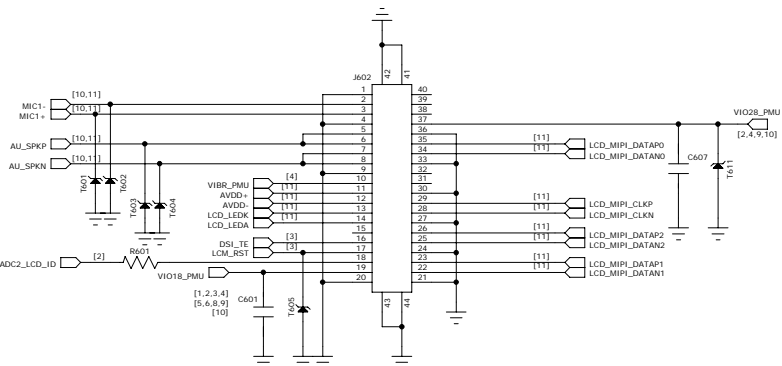 J602
42
41
1
2
3
4
5
6
7
8
9
10
11
12
13
14
15
16
17
18
19
20
40
39
38
37
36
35
34
33
32
31
30
29
28
27
26
25
24
23
22
21
43
44
MIC1- [10,11]
MIC1+ [10,11]
AU_SPKP [10,11]
AU_SPKN [10,11]
T601
T602
T603
T604
VIBR_PMU [4]
AVDD+ [11]
AVDD- [11]
LCD_LEDK [11]
LCD_LEDA [11]
DSI_TE [3]
LCM_RST [3]
ADC2_LCD_ID [2]
R601
VIO18_PMU
[1,2,3,4]
[5,6,8,9]
[10]
C601
T605
VIO28_PMU
[2,4,9,10]
C607
T611
[11] LCD_MIPI_DATAP0
[11] LCD_MIPI_DATAN0
[11] LCD_MIPI_CLKP
[11] LCD_MIPI_CLKN
[11] LCD_MIPI_DATAP2
[11] LCD_MIPI_DATAN2
[11] LCD_MIPI_DATAP1
[11] LCD_MIPI_DATAN1